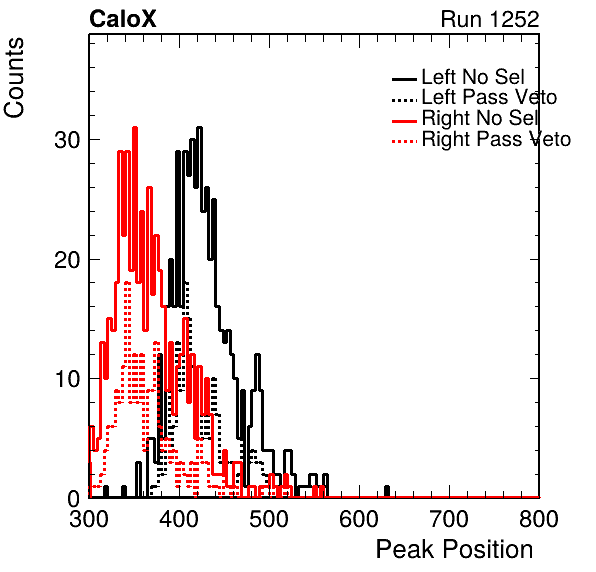 CaloX Run 1252
Counts
Left No Sel
Left Pass Veto
Right No Sel
Right Pass Veto
30
20
10
0
300 400 500 600 700 800
Peak Position